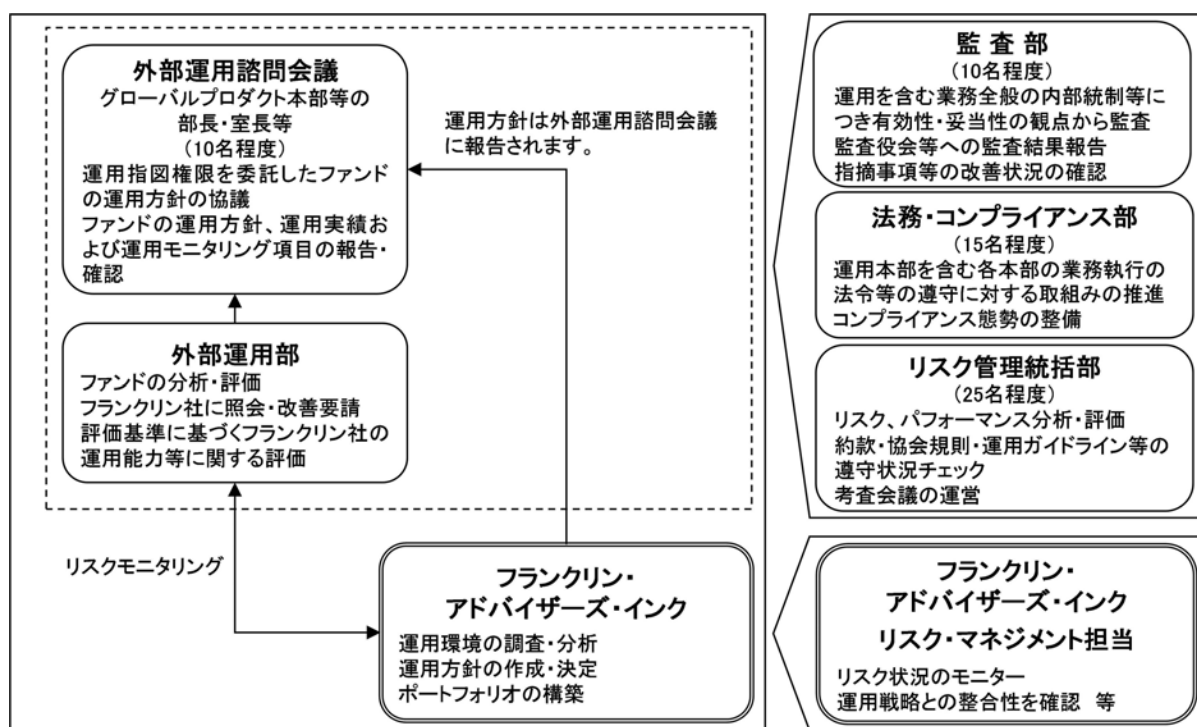 外部運用諮問会議
グローバルプロダクト本部等の
部長・室長等
(10名程度)
運用指図権限を委託したファンド
の運用方針の協議
ファンドの運用方針、運用実績お
よび運用モニタリング項目の報告・
確認
運用方針は外部運用諮問会議
に報告されます。
外部運用部
ファンドの分析・評価
フランクリン社に照会・改善要請
評価基準に基づくフランクリン社の
運用能力等に関する評価
リスクモニタリング
フランクリン・
アドバイザーズ・インク
運用環境の調査・分析
運用方針の作成・決定
ポートフォリオの構築
監査部
(10名程度)
運用を含む業務全般の内部統制等に
つき有効性・妥当性の観点から監査
監査役会等への監査結果報告
指摘事項等の改善状況の確認
法務・コンプライアンス部
(15名程度)
運用本部を含む各本部の業務執行の
法令等の遵守に対する取組みの推進
コンプライアンス態勢の整備
リスク管理統括部
(25名程度)
リスク、パフォーマンス分析・評価
約款・協会規則・運用ガイドライン等の
遵守状況チェック
考査会議の運営
フランクリン・
アドバイザーズ・インク
リスク・マネジメント担当
リスク状況のモニター
運用戦略との整合性を確認 等